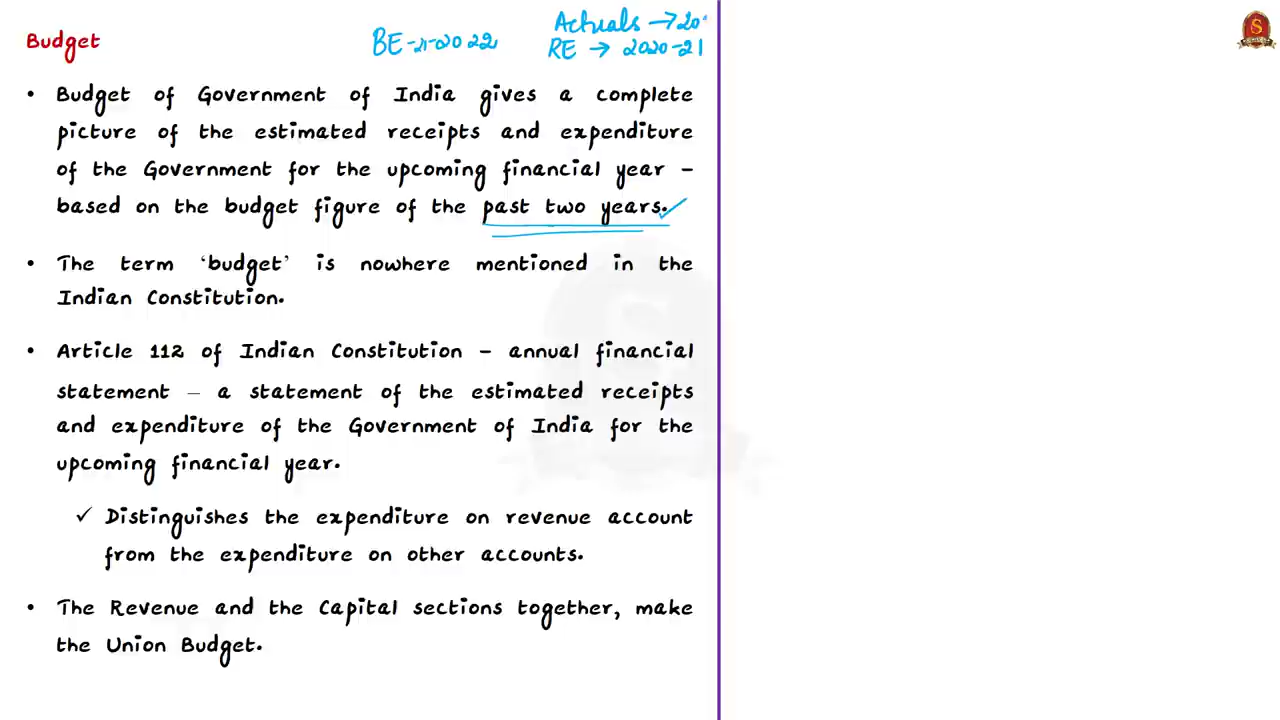 Budget
BE-21-2022
Actuals → 20
RE → 2020-21
• Budget of Government of India gives a complete
picture of the estimated receipts and expenditure
of the Government for the upcoming financial year –
based on the budget figure of the past two years.
• The term ‘budget’ is nowhere mentioned in the
Indian Constitution.
• Article 112 of Indian Constitution – annual financial
statement – a statement of the estimated receipts
and expenditure of the Government of India for the
upcoming financial year.
✓ Distinguishes the expenditure on revenue account
from the expenditure on other accounts.
• The Revenue and the Capital sections together, make
the Union Budget.